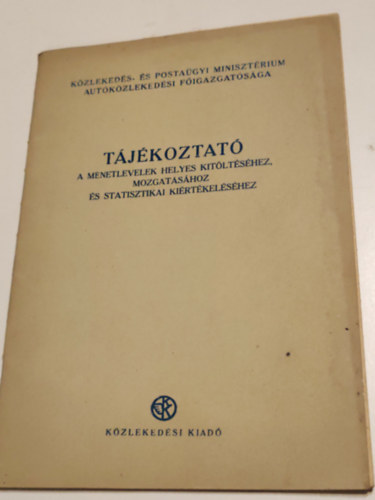 KÖZLEKEDÉS- ÉS POSTAÜGYI MINISZTÉRIUM
AUTÓKÖZLEKEDÉSI FŐIGAZGATÓSÁGA
TÁJÉKOZTATÓ
A MENETLEVELEK HELYES KITÖLTÉSÉHEZ,
MOZGATÁSÁHOZ
ÉS STATISZTIKAI KIÉRTÉKELÉSÉHEZ
KÖZLEKEDÉSI KIADÓ